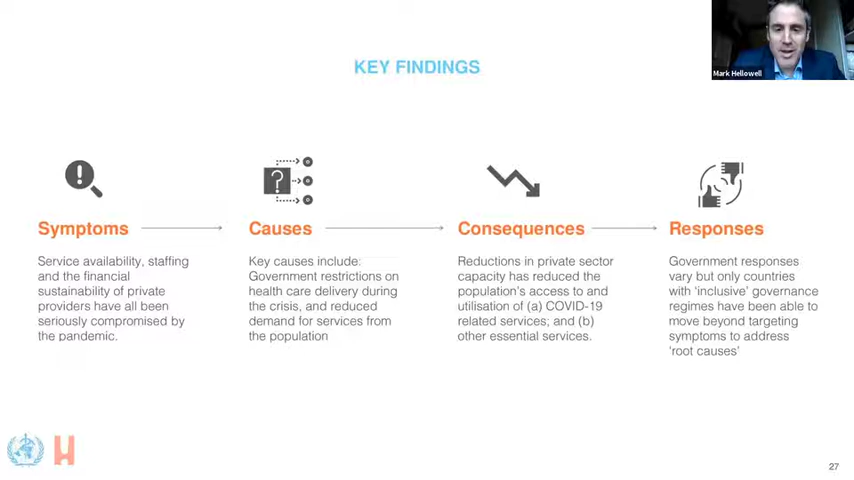 Mark Hellowell
KEY FINDINGS
?
Symptoms
Service availability, staffing
and the financial
sustainability of private
providers have all been
seriously compromised by
the pandemic.
Causes
Key causes include:
Government restrictions on
health care delivery during
the crisis, and reduced
demand for services from
the population
Consequences
Reductions in private sector
capacity has reduced the
population's access to and
utilisation of (a) COVID-19
related services; and (b)
other essential services.
Responses
Government responses
vary but only countries
with 'inclusive' governance
regimes have been able to
move beyond targeting
symptoms to address
'root causes'
27